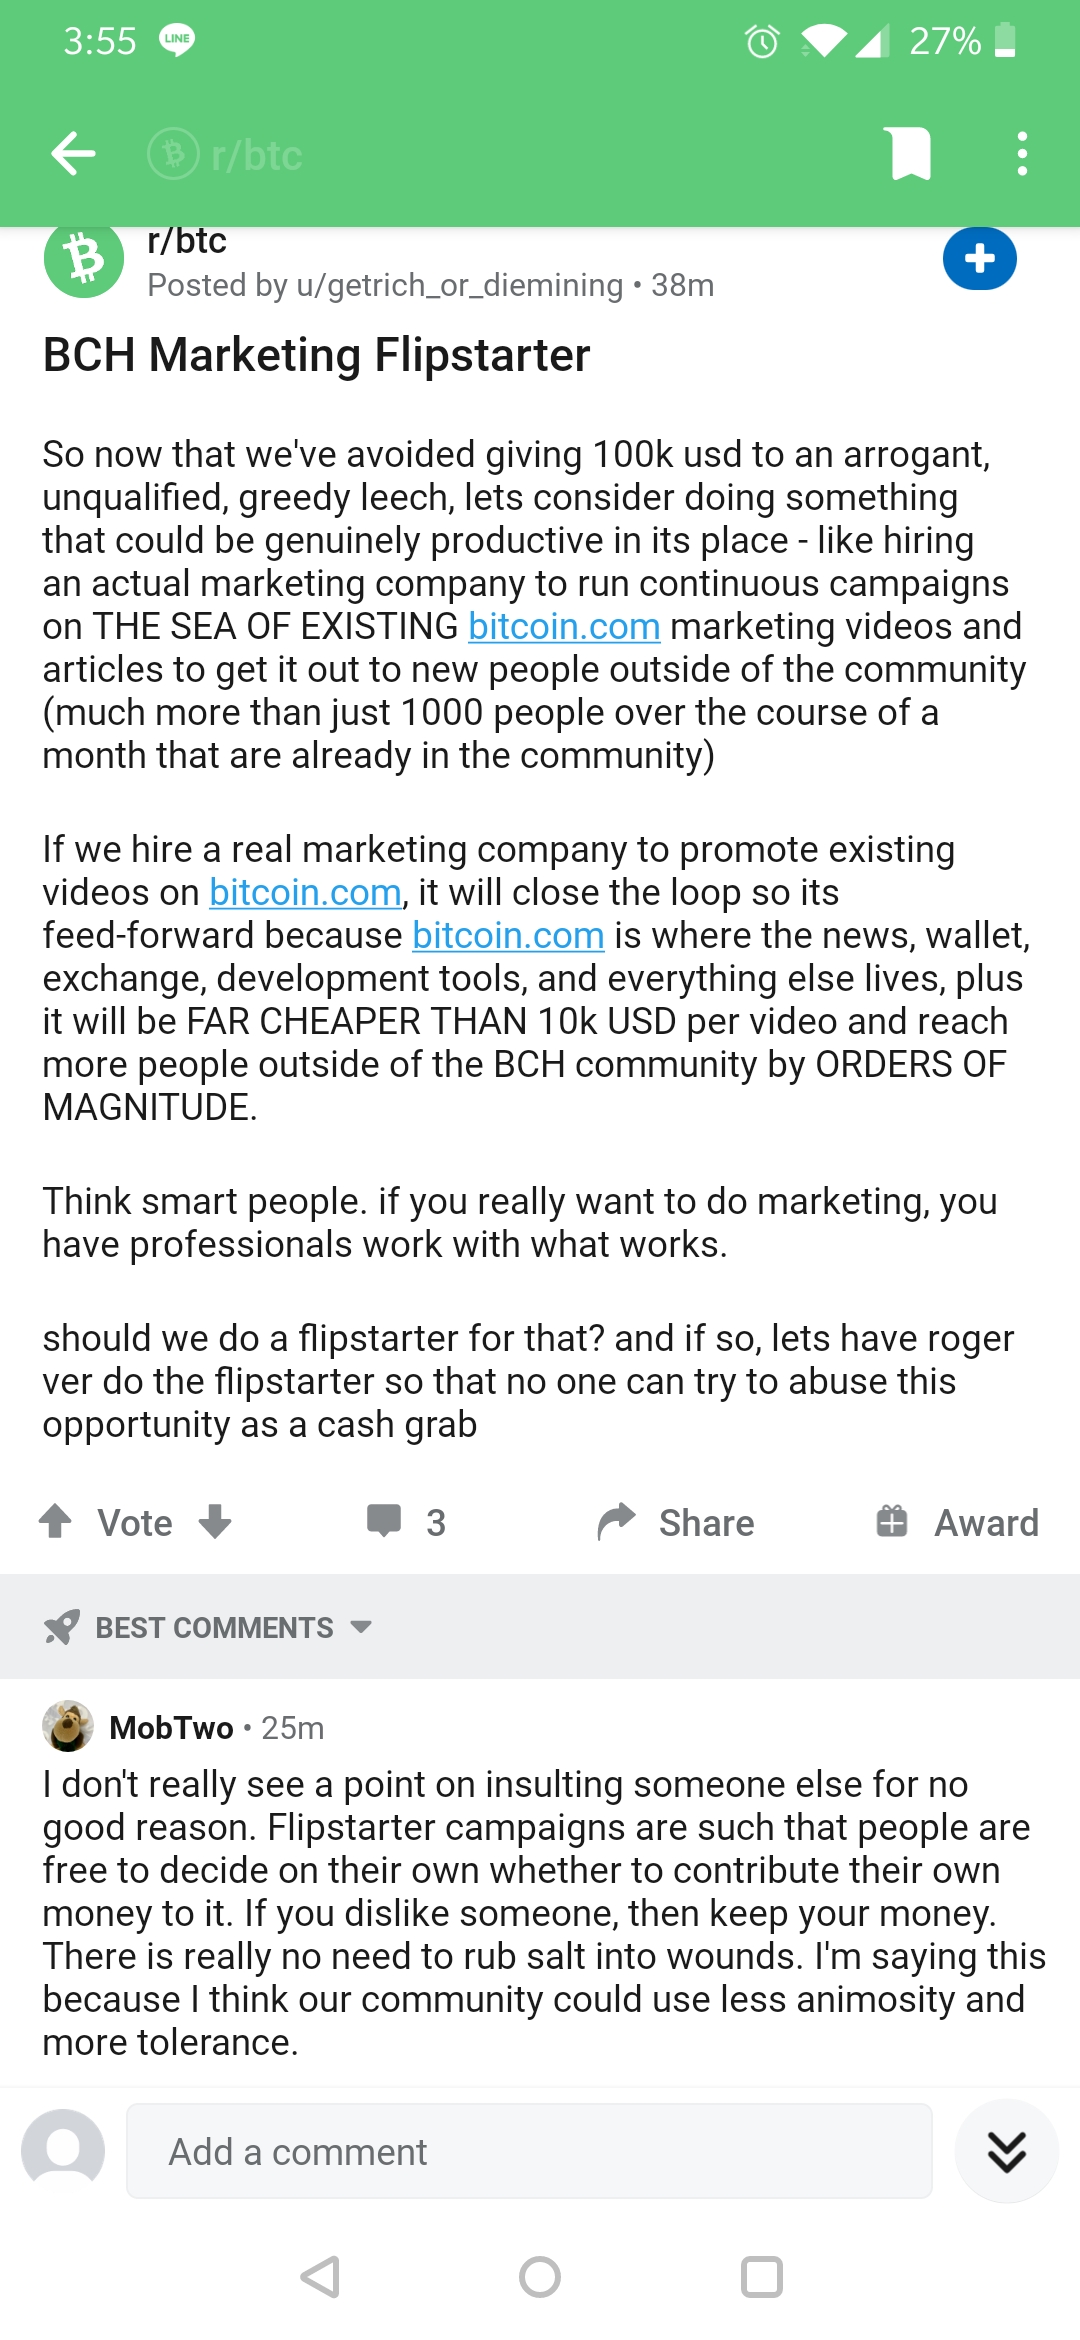 3:55 LINE 27%
r/btc
r/btc
Posted by u/getrich_or_diemining • 38m
BCH Marketing Flipstarter
So now that we've avoided giving 100k usd to an arrogant,
unqualified, greedy leech, lets consider doing something
that could be genuinely productive in its place - like hiring
an actual marketing company to run continuous campaigns
on THE SEA OF EXISTING bitcoin.com marketing videos and
articles to get it out to new people outside of the community
(much more than just 1000 people over the course of a
month that are already in the community)
If we hire a real marketing company to promote existing
videos on bitcoin.com, it will close the loop so its
feed-forward because bitcoin.com is where the news, wallet,
exchange, development tools, and everything else lives, plus
it will be FAR CHEAPER THAN 10k USD per video and reach
more people outside of the BCH community by ORDERS OF
MAGNITUDE.
Think smart people. if you really want to do marketing, you
have professionals work with what works.
should we do a flipstarter for that? and if so, lets have roger
ver do the flipstarter so that no one can try to abuse this
opportunity as a cash grab
Vote 3 Share Award
BEST COMMENTS
MobTwo • 25m
I don't really see a point on insulting someone else for no
good reason. Flipstarter campaigns are such that people are
free to decide on their own whether to contribute their own
money to it. If you dislike someone, then keep your money.
There is really no need to rub salt into wounds. I'm saying this
because I think our community could use less animosity and
more tolerance.
Add a comment